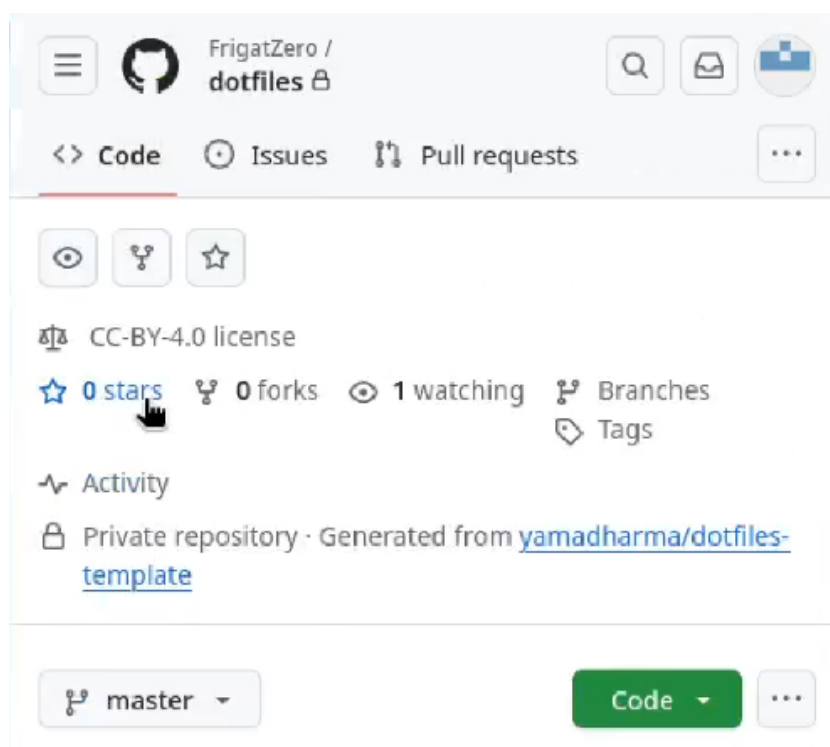 FrigatZero /
dotfiles
Code Issues Pull requests
CC-BY-4.0 license
0 stars 0 forks 1 watching Branches
Tags
Activity
Private repository · Generated from yamadharma/dotfiles-
template
master Code